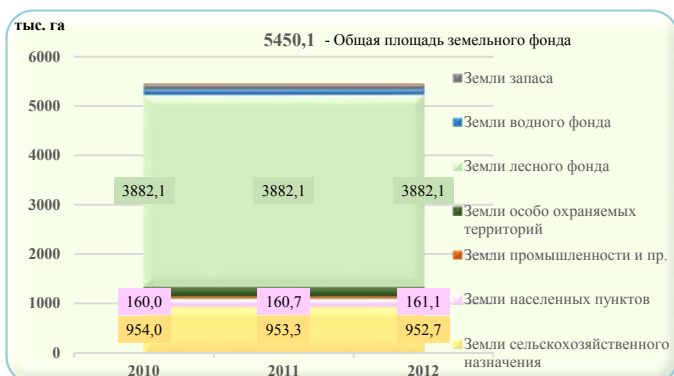 тыс. га
5450,1 - Общая площадь земельного фонда
6000
5000
4000
3000
2000
1000
0
3882,1 3882,1 3882,1
160,0 160,7 161,1
954,0 953,3 952,7
2010 2011 2012
Земли запаса
Земли водного фонда
Земли лесного фонда
Земли особо охраняемых
территорий
Земли промышленности и пр.
Земли населенных пунктов
Земли сельскохозяйственного
назначения